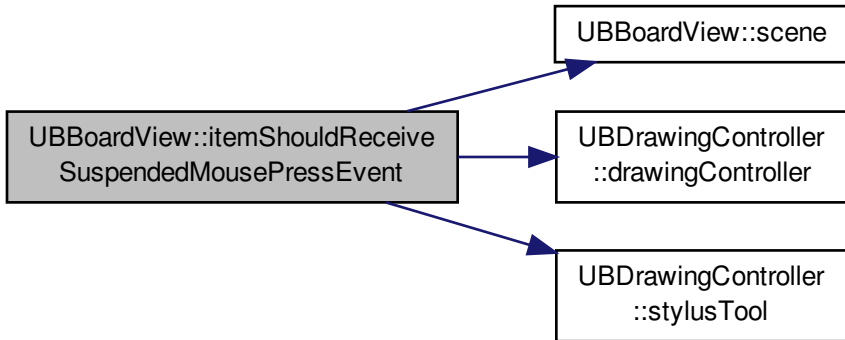 UBBoardView::scene
UBBoardView::itemShouldReceive
SuspendedMousePressEvent
UBDrawingController
::drawingController
UBDrawingController
::stylusTool